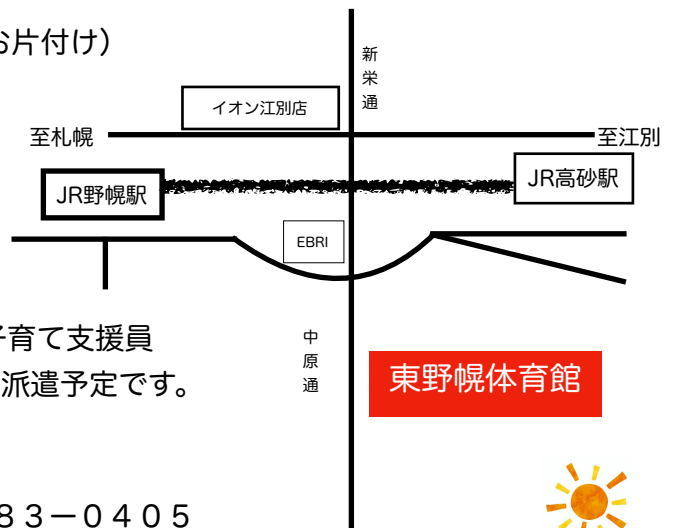 お片付け）
新栄通
イオン江別店
至札幌
至江別
JR野幌駅
JR高砂駅
EBRI
子育て支援員
派遣予定です。
中原通
東野幌体育館
83－0405